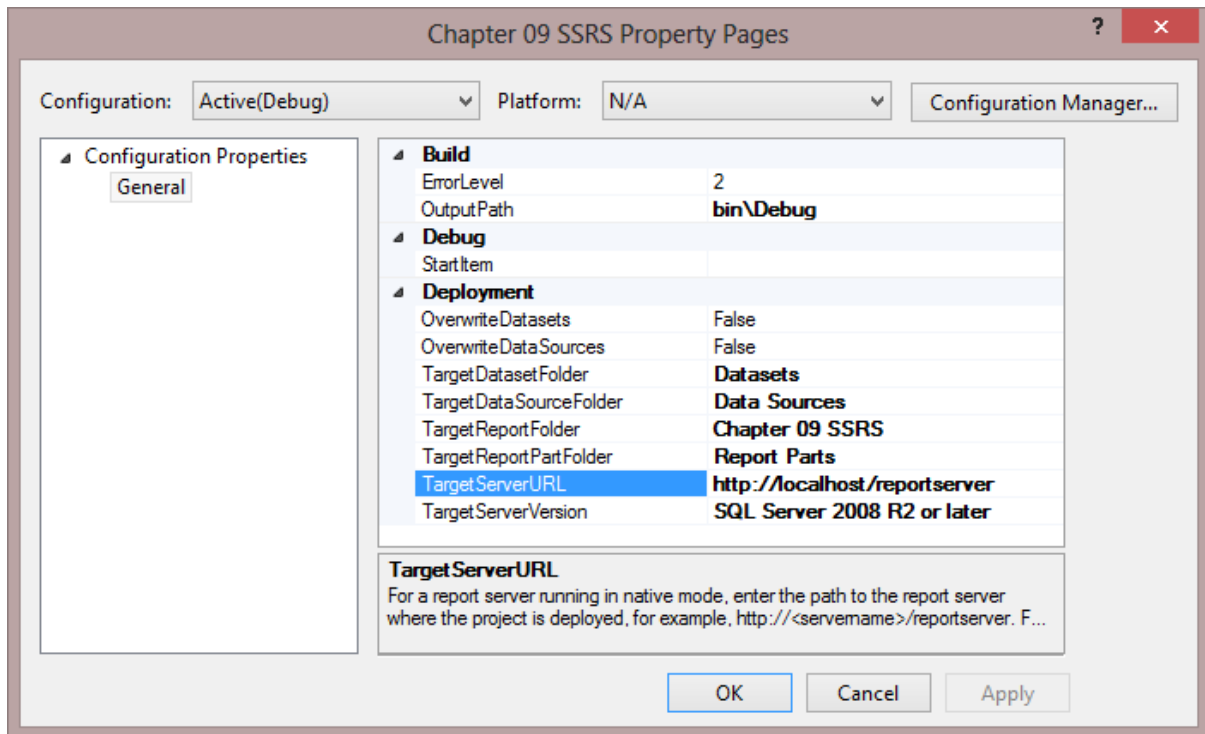 Chapter 09 SSRS Property Pages
?
Configuration: Active(Debug) Platform: N/A Configuration Manager...
Configuration Properties
General
Build
ErrorLevel 2
OutputPath bin\Debug
Debug
StartItem
Deployment
OverwriteDatasets False
OverwriteDataSources False
TargetDatasetFolder Datasets
TargetDataSourceFolder Data Sources
TargetReportFolder Chapter 09 SSRS
TargetReportPartFolder Report Parts
TargetServerURL http://localhost/reportserver
TargetServerVersion SQL Server 2008 R2 or later
TargetServerURL
For a report server running in native mode, enter the path to the report server
where the project is deployed, for example, http://<servername>/reportserver. F...
OK Cancel Apply